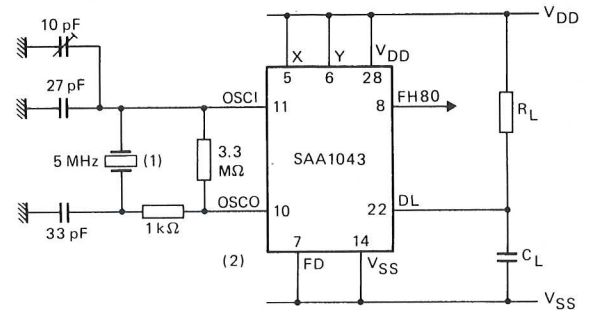 10 pF
V_DD
X
Y
V_DD
27 pF
OSCI
5
6
28
11
8
FH80
R_L
5 MHz
(1)
3.3
MΩ
SAA1043
OSCO
10
22
DL
33 pF
1 kΩ
(2)
7
14
FD
V_SS
C_L
V_SS